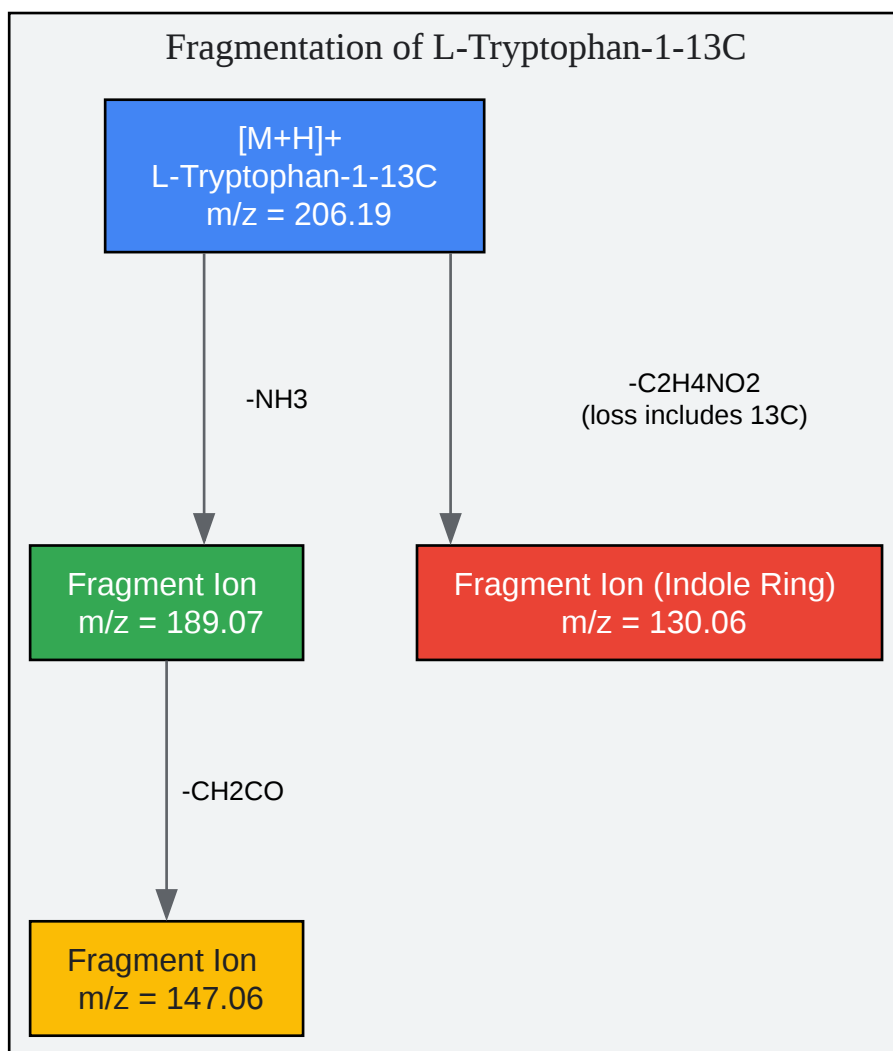 Fragmentation of L-Tryptophan-1-13C
[M+H]+
L-Tryptophan-1-13C
m/z = 206.19
-NH3
-C2H4NO2
(loss includes 13C)
Fragment Ion
m/z = 189.07
Fragment Ion (Indole Ring)
m/z = 130.06
-CH2CO
Fragment Ion
m/z = 147.06